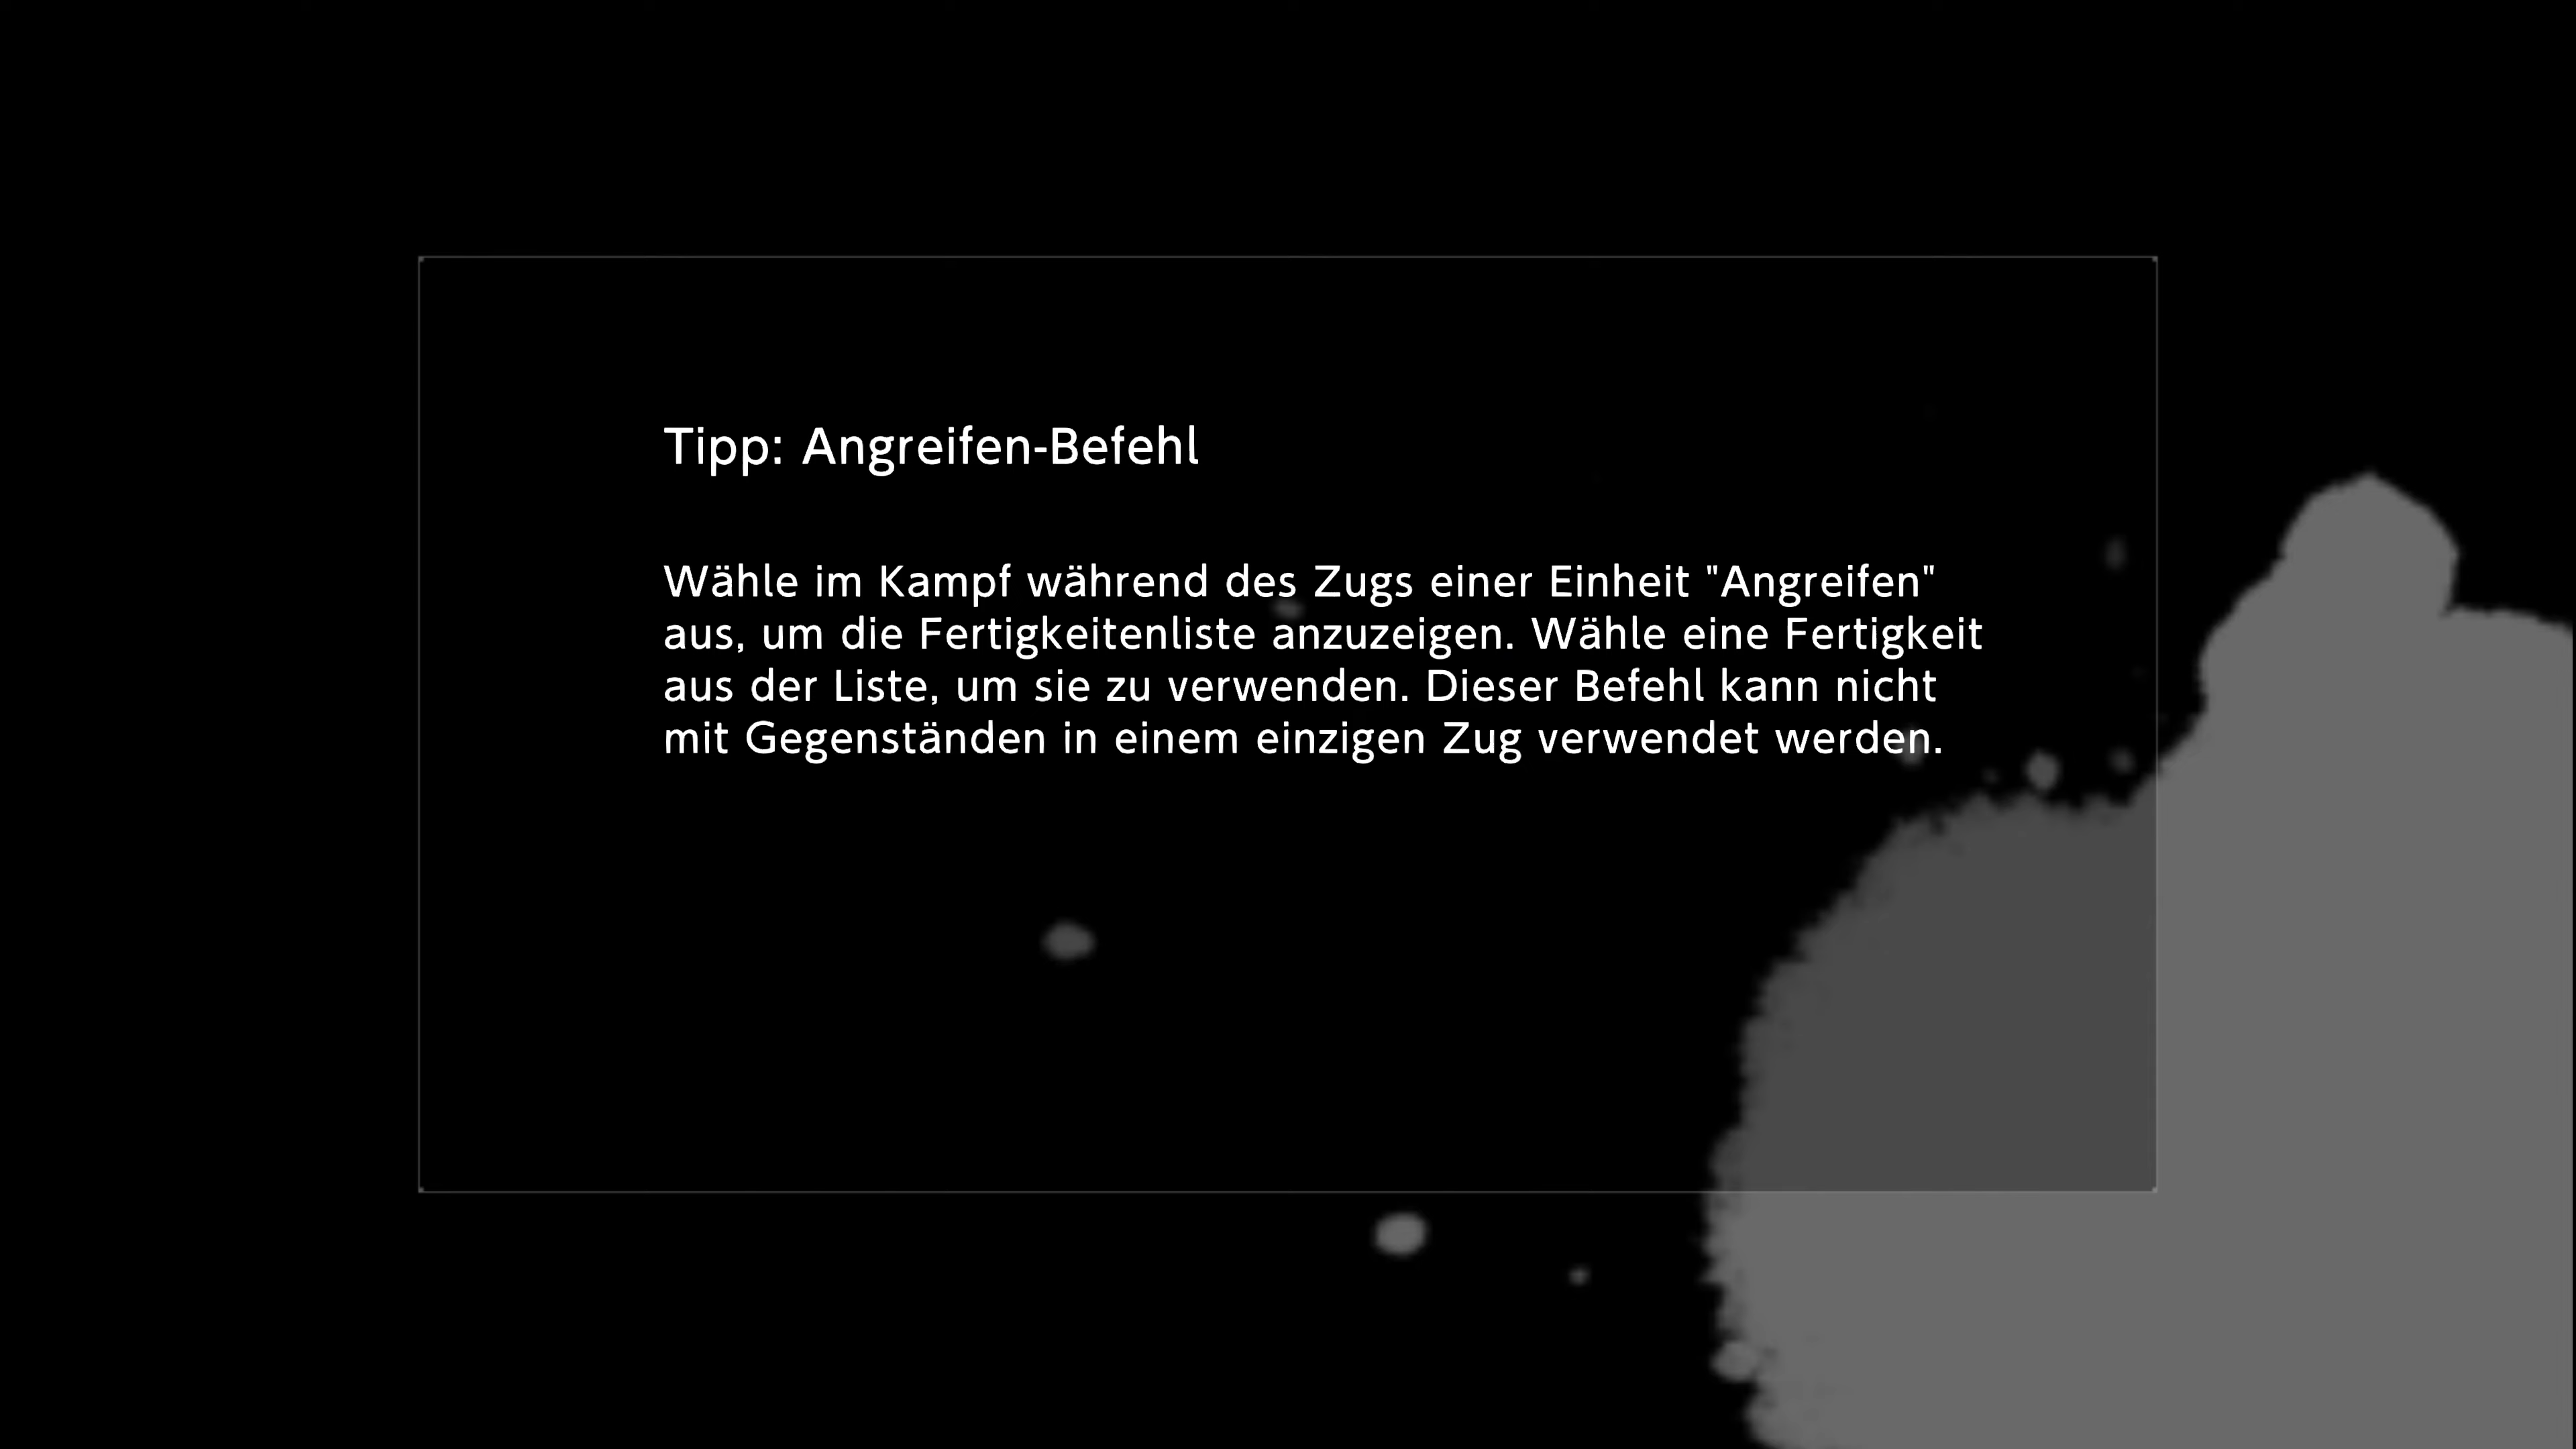 Tipp: Angreifen-Befehl
Wähle im Kampf während des Zugs einer Einheit "Angreifen"
aus, um die Fertigkeitenliste anzuzeigen. Wähle eine Fertigkeit
aus der Liste, um sie zu verwenden. Dieser Befehl kann nicht
mit Gegenständen in einem einzigen Zug verwendet werden.